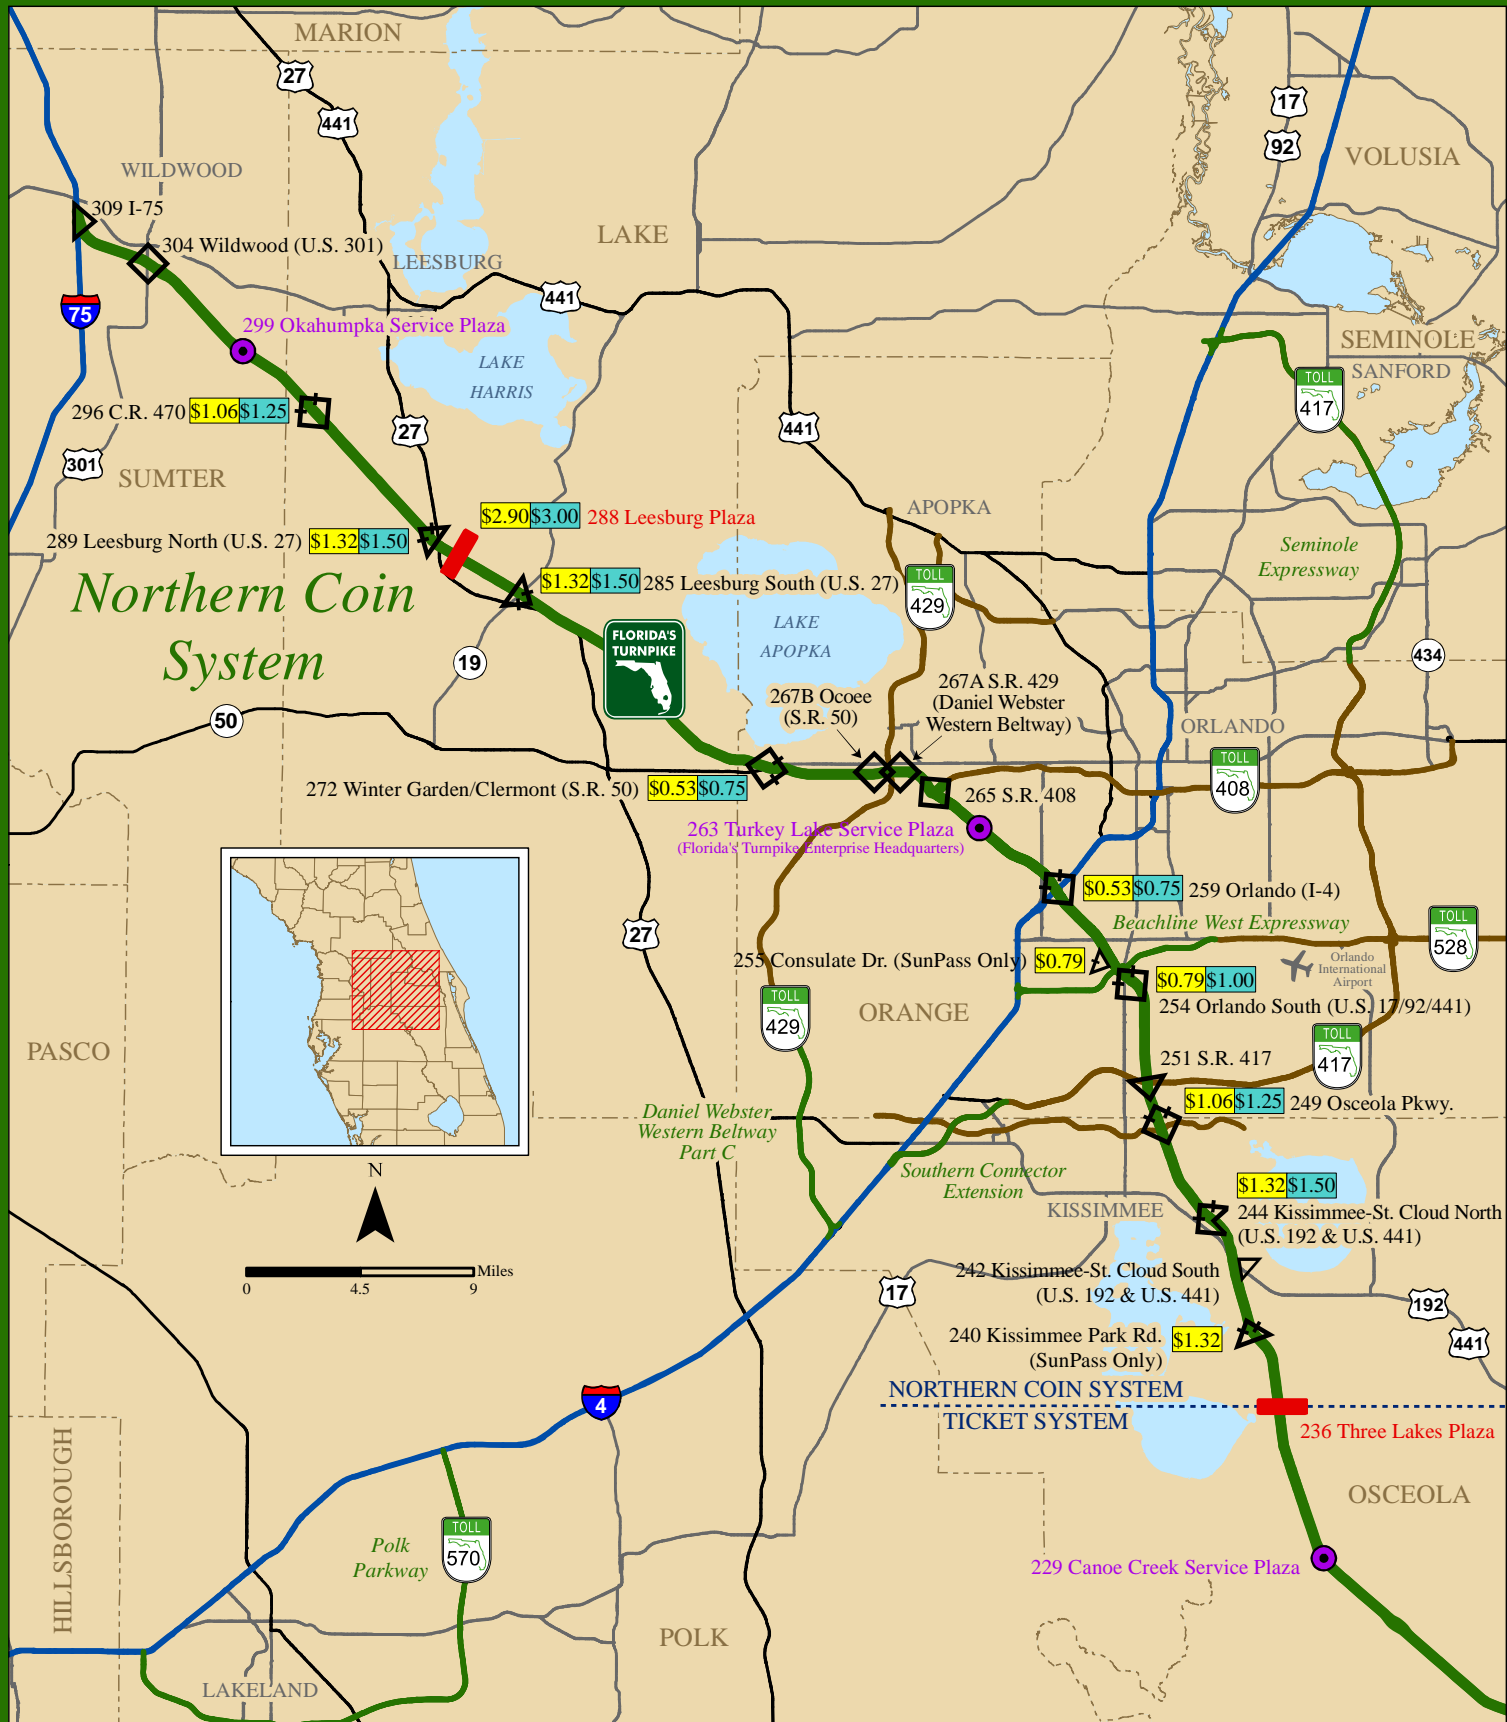 MARION
27
441
17
92
VOLUSIA
WILDWOOD
309 I-75
304 Wildwood (U.S. 301)
LAKE
LEESBURG
75
441
299 Okahumpka Service Plaza
LAKE
HARRIS
SEMINOLE
SANFORD
TOLL
417
296 C.R. 470 $1.06 $1.25
27
441
301
SUMTER
APOPKA
$2.90 $3.00 288 Leesburg Plaza
289 Leesburg North (U.S. 27) $1.32 $1.50
Seminole
Expressway
$1.32 $1.50 285 Leesburg South (U.S. 27)
TOLL
429
Northern Coin
System
FLORIDA'S
TURNPIKE
LAKE
APOPKA
19
434
267B Ocoee
(S.R. 50)
267A S.R. 429
(Daniel Webster
Western Beltway)
50
ORLANDO
TOLL
408
272 Winter Garden/Clermont (S.R. 50) $0.53 $0.75
265 S.R. 408
263 Turkey Lake Service Plaza
(Florida's Turnpike Enterprise Headquarters)
$0.53 $0.75 259 Orlando (I-4)
27
Beachline West Expressway
TOLL
528
255 Consulate Dr. (SunPass Only) $0.79
Orlando
International
Airport
$0.79 $1.00
254 Orlando South (U.S. 17/92/441)
TOLL
429
ORANGE
PASCO
251 S.R. 417
TOLL
417
$1.06 $1.25 249 Osceola Pkwy.
Daniel Webster
Western Beltway
Part C
Southern Connector
Extension
N
$1.32 $1.50
244 Kissimmee-St. Cloud North
(U.S. 192 & U.S. 441)
KISSIMMEE
242 Kissimmee-St. Cloud South
(U.S. 192 & U.S. 441)
Miles
0 4.5 9
17
192
441
240 Kissimmee Park Rd.
(SunPass Only)
$1.32
NORTHERN COIN SYSTEM
TICKET SYSTEM
4
236 Three Lakes Plaza
HILLSBOROUGH
OSCEOLA
Polk
Parkway
TOLL
570
229 Canoe Creek Service Plaza
POLK
LAKELAND